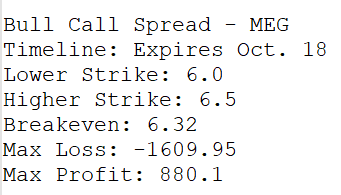 Bull Call Spread - MEG
Timeline: Expires Oct. 18
Lower Strike: 6.0
Higher Strike: 6.5
Breakeven: 6.32
Max Loss: -1609.95
Max Profit: 880.1